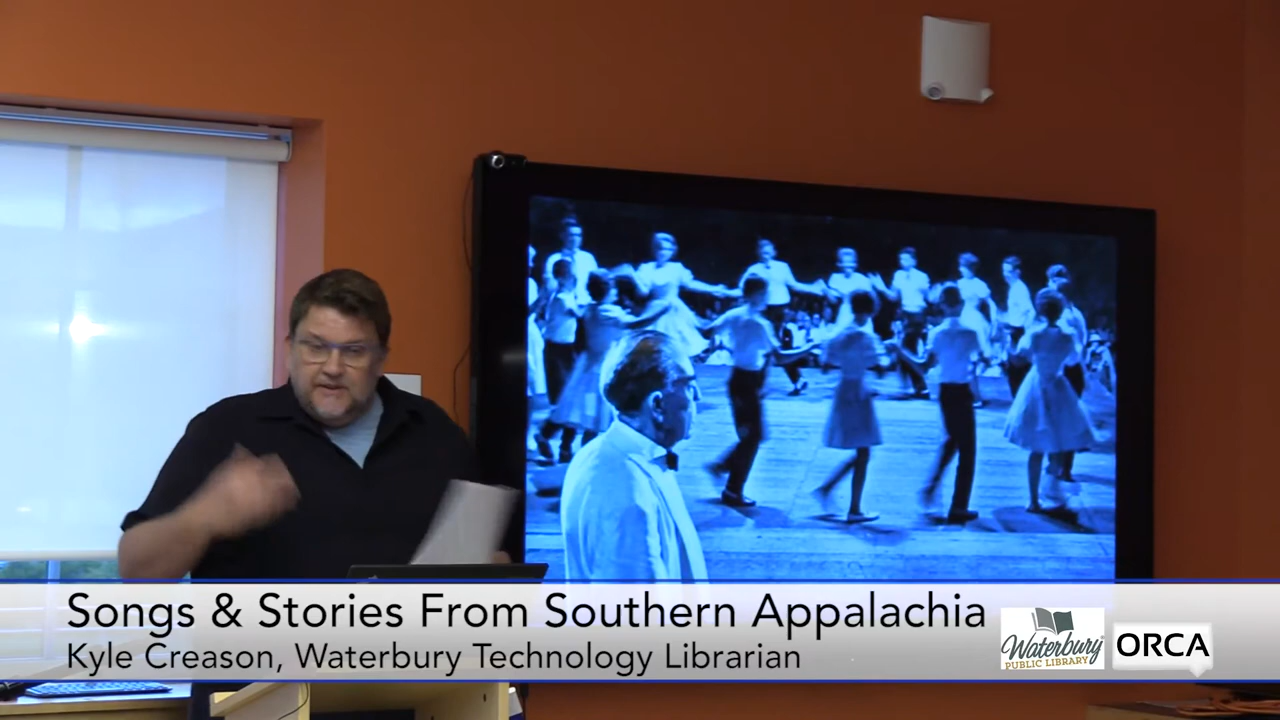 Songs & Stories From Southern Appalachia
Kyle Creason, Waterbury Technology Librarian
Waterbury
PUBLIC LIBRARY
ORCA